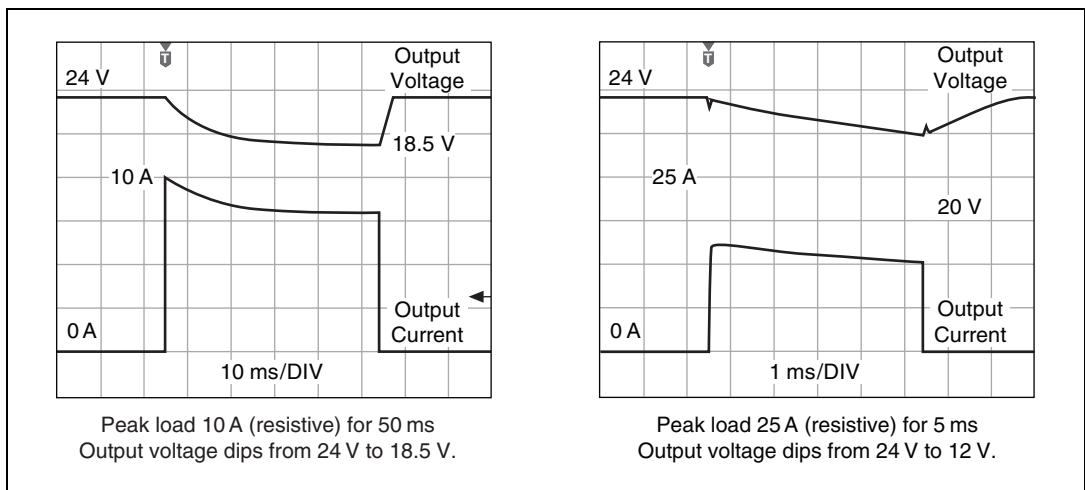 24 V
Output
Voltage
18.5 V
10 A
0 A
Output
Current
10 ms/DIV
Peak load 10 A (resistive) for 50 ms
Output voltage dips from 24 V to 18.5 V.
24 V
Output
Voltage
25 A
20 V
0 A
Output
Current
1 ms/DIV
Peak load 25 A (resistive) for 5 ms
Output voltage dips from 24 V to 12 V.
T
T